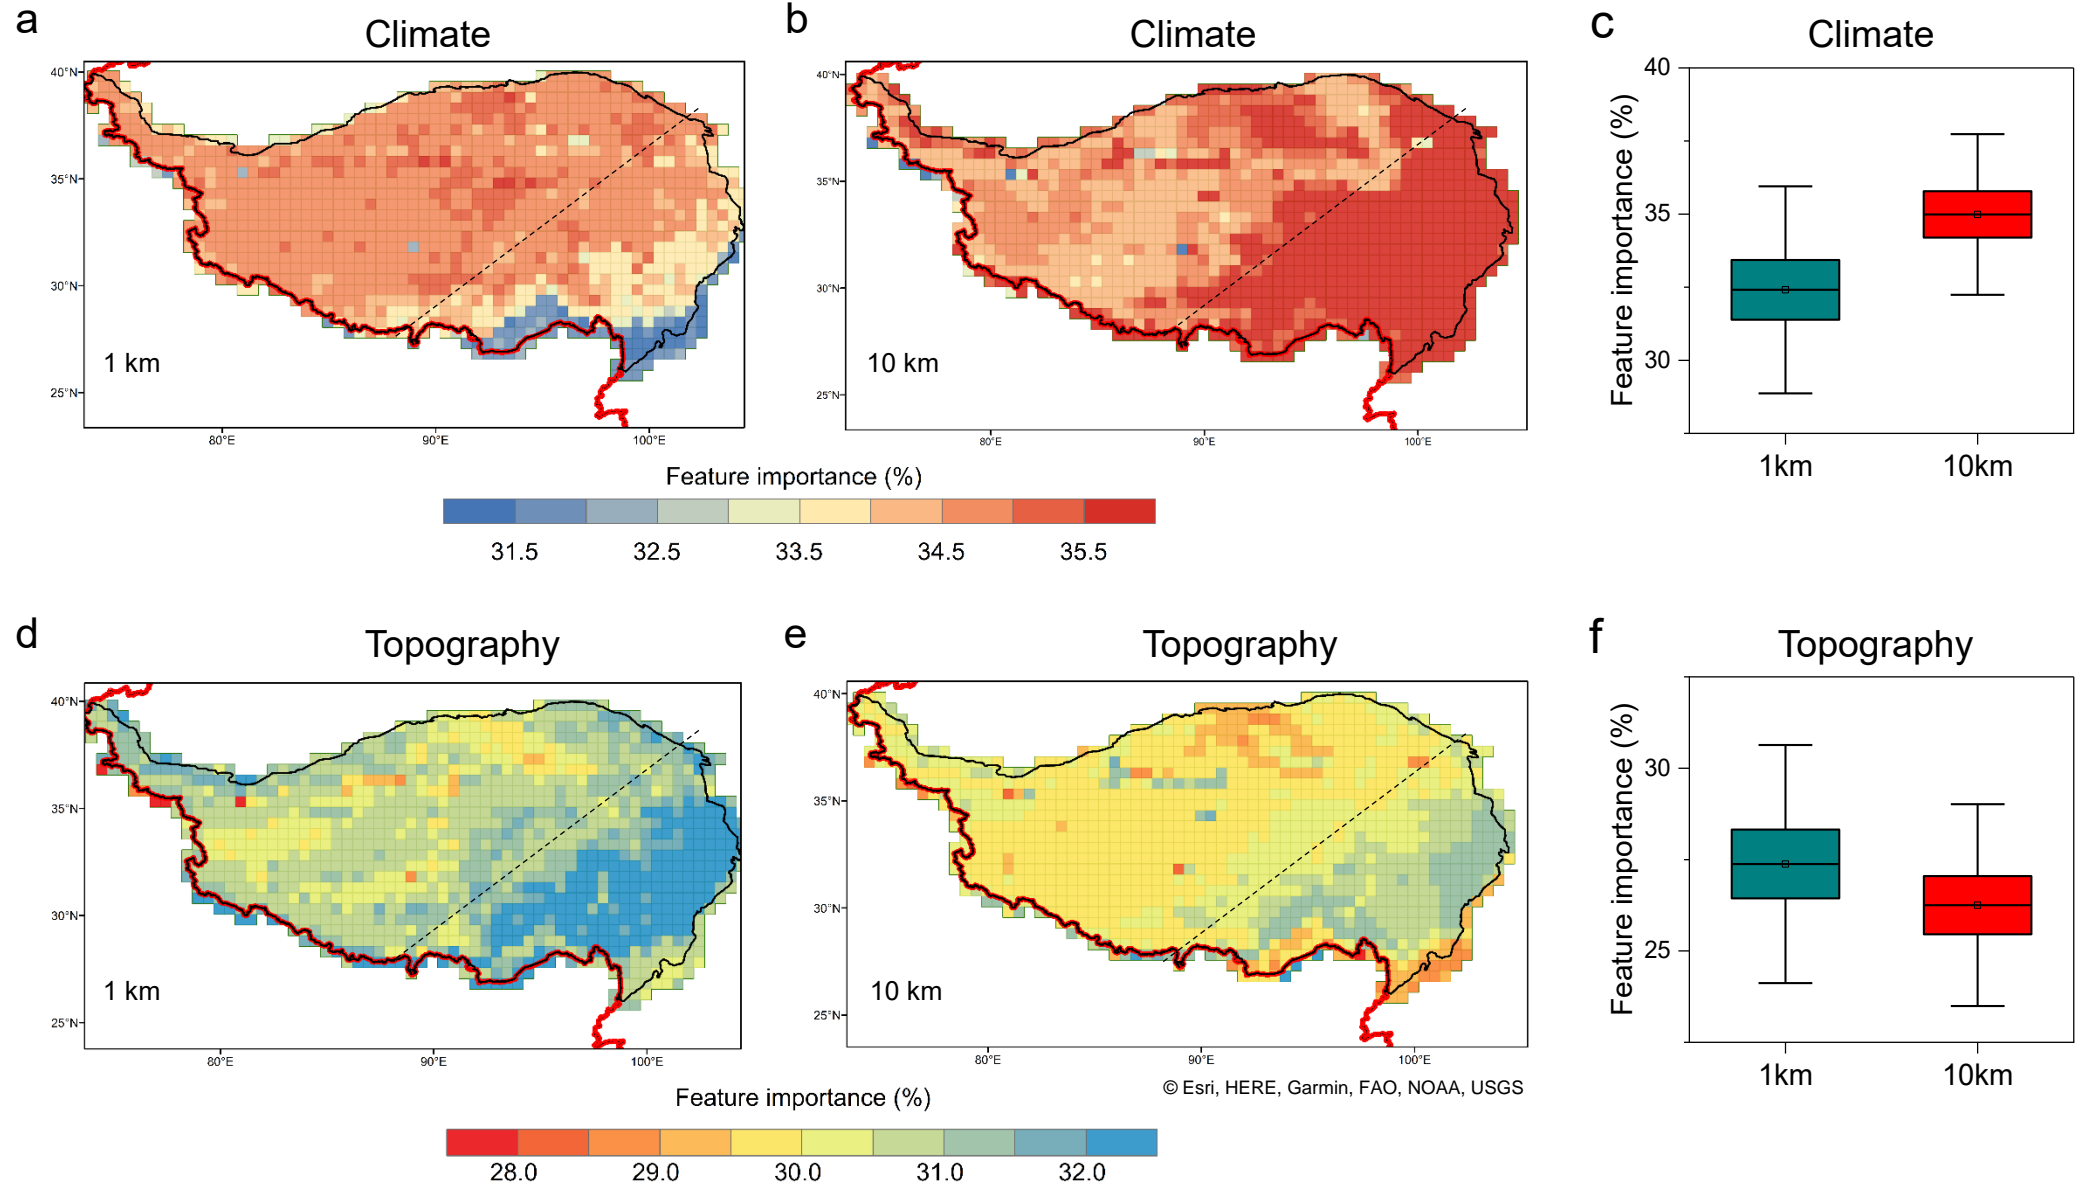 a
Climate
40°N
35°N
30°N
25°N
1 km
80°E
90°E
100°E
b
Climate
40°N
35°N
30°N
25°N
10 km
80°E
90°E
100°E
c
Climate
Feature importance (%)
40
35
30
1km
10km
Feature importance (%)
31.5
32.5
33.5
34.5
35.5
d
Topography
40°N
35°N
30°N
25°N
1 km
80°E
90°E
100°E
e
Topography
40°N
35°N
30°N
25°N
10 km
80°E
90°E
100°E
© Esri, HERE, Garmin, FAO, NOAA, USGS
f
Topography
Feature importance (%)
30
25
1km
10km
Feature importance (%)
28.0
29.0
30.0
31.0
32.0